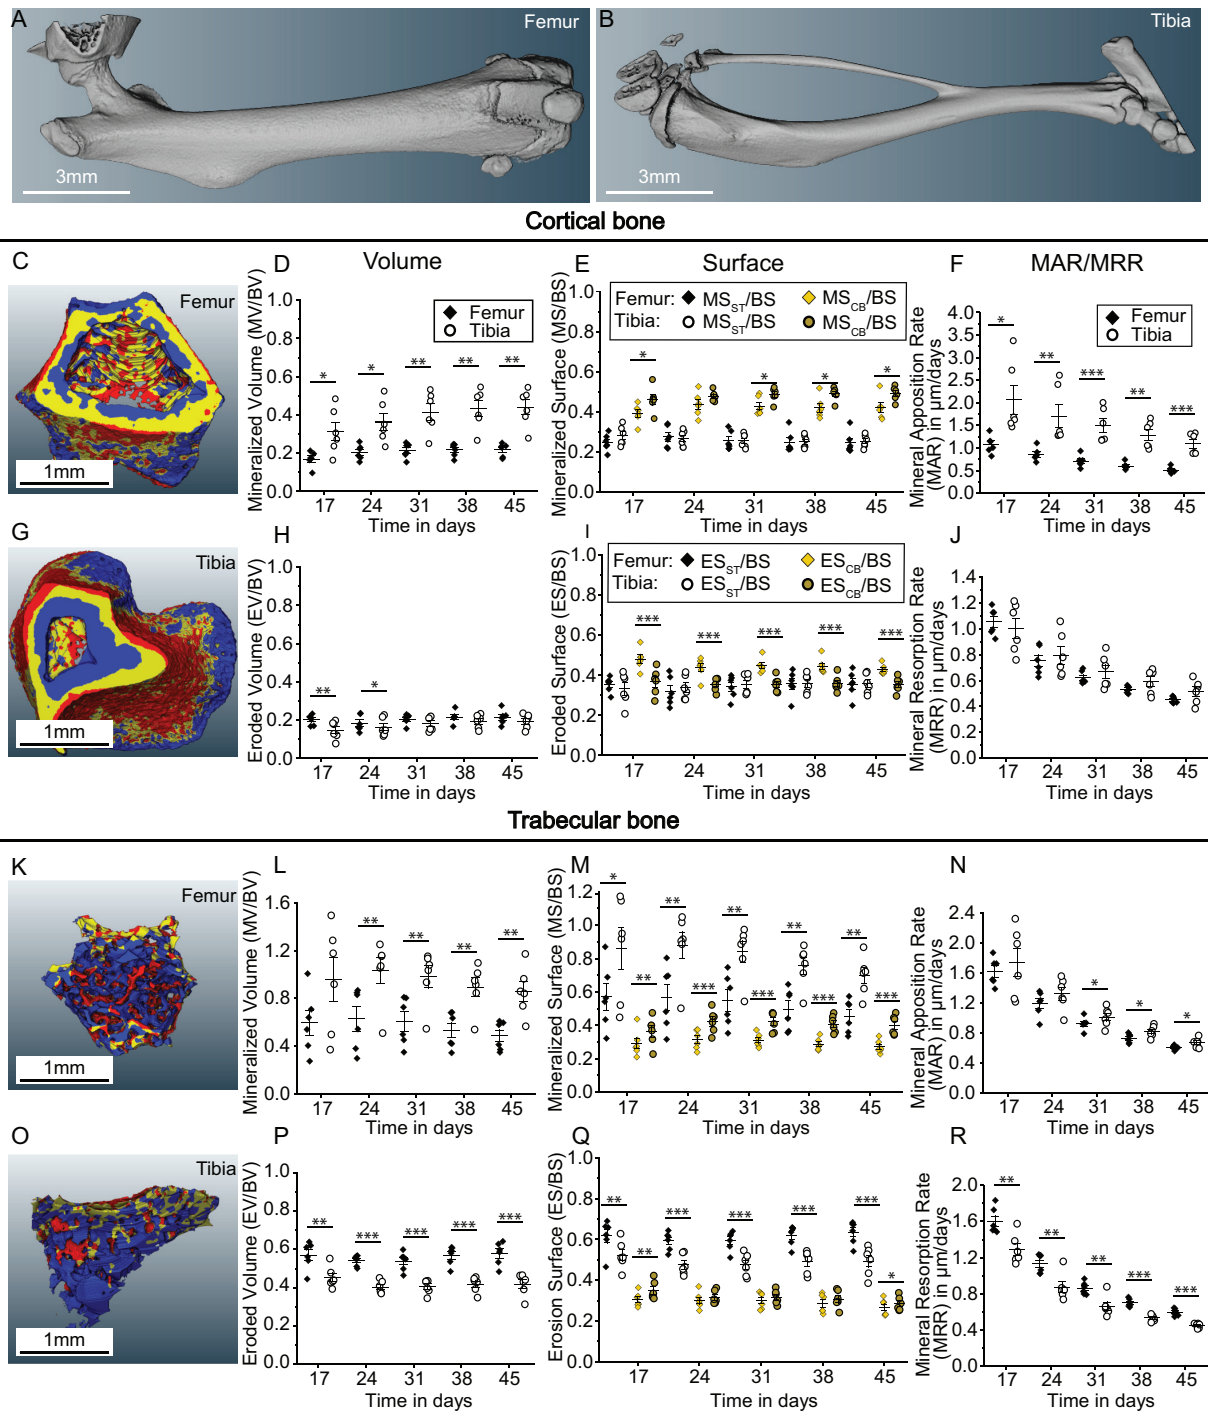 A
Femur
3mm
B
Tibia
3mm
Cortical bone
C
Femur
1mm
D
Volume
Mineralized Volume (MV/BV)
1.0
0.8
0.6
0.4
0.2
0.0
Femur
Tibia
* * ** ** **
17 24 31 38 45
Time in days
E
Surface
Mineralized Surface (MS/BS)
1.0
0.8
0.6
0.4
0.2
0.0
Femur: MS_ST/BS MS_CB/BS
Tibia: MS_ST/BS MS_CB/BS
* * * *
17 24 31 38 45
Time in days
F
MAR/MRR
Mineral Apposition Rate
(MAR) in µm/days
4.0
3.5
3.0
2.5
2.0
1.5
1.0
0.5
0.0
Femur
Tibia
* ** *** ** ***
17 24 31 38 45
Time in days
G
Tibia
1mm
H
Eroded Volume (EV/BV)
1.0
0.8
0.6
0.4
0.2
0.0
** *
17 24 31 38 45
Time in days
I
Eroded Surface (ES/BS)
1.0
0.8
0.6
0.4
0.2
0.0
Femur: ES_ST/BS ES_CB/BS
Tibia: ES_ST/BS ES_CB/BS
*** *** *** *** ***
17 24 31 38 45
Time in days
J
Mineral Resorption Rate
(MRR) in µm/days
1.4
1.2
1.0
0.8
0.6
0.4
0.2
0.0
17 24 31 38 45
Time in days
Trabecular bone
K
Femur
1mm
L
Mineralized Volume (MV/BV)
1.6
1.2
0.8
0.4
0.0
** ** ** **
17 24 31 38 45
Time in days
M
Mineralized Surface (MS/BS)
1.2
1.0
0.8
0.6
0.4
0.2
0.0
* ** ** ** **
** *** *** *** ***
17 24 31 38 45
Time in days
N
Mineral Apposition Rate
(MAR) in µm/days
2.4
2.0
1.6
1.2
0.8
0.4
0.0
* * *
17 24 31 38 45
Time in days
O
Tibia
1mm
P
Eroded Volume (EV/BV)
1.0
0.8
0.6
0.4
0.2
0.0
** *** *** *** ***
17 24 31 38 45
Time in days
Q
Erosion Surface (ES/BS)
1.0
0.8
0.6
0.4
0.2
0.0
** *** *** *** ***
** *
17 24 31 38 45
Time in days
R
Mineral Resorption Rate
(MRR) in µm/days
2.0
1.6
1.2
0.8
0.4
0.0
** ** ** *** ***
17 24 31 38 45
Time in days